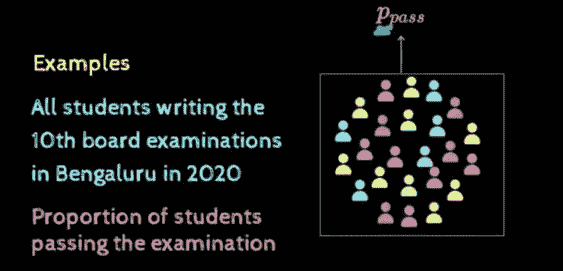 p_pass
Examples
All students writing the
10th board examinations
in Bengaluru in 2020
Proportion of students
passing the examination